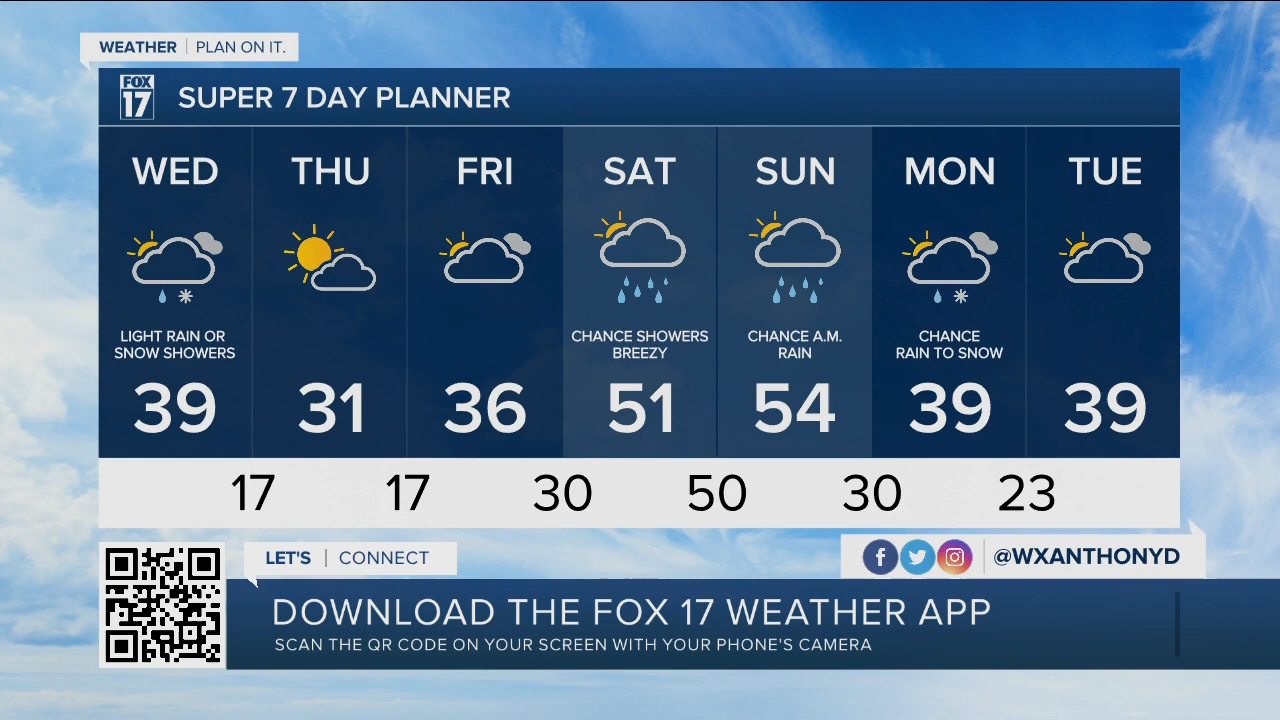 WEATHER | PLAN ON IT.
FOX
17
SUPER 7 DAY PLANNER
WED THU FRI SAT SUN MON TUE
LIGHT RAIN OR
SNOW SHOWERS
CHANCE SHOWERS
BREEZY
CHANCE A.M.
RAIN
CHANCE
RAIN TO SNOW
39 31 36 51 54 39 39
17 17 30 50 30 23
LET'S | CONNECT
@WXANTHONYD
DOWNLOAD THE FOX 17 WEATHER APP
SCAN THE QR CODE ON YOUR SCREEN WITH YOUR PHONE'S CAMERA